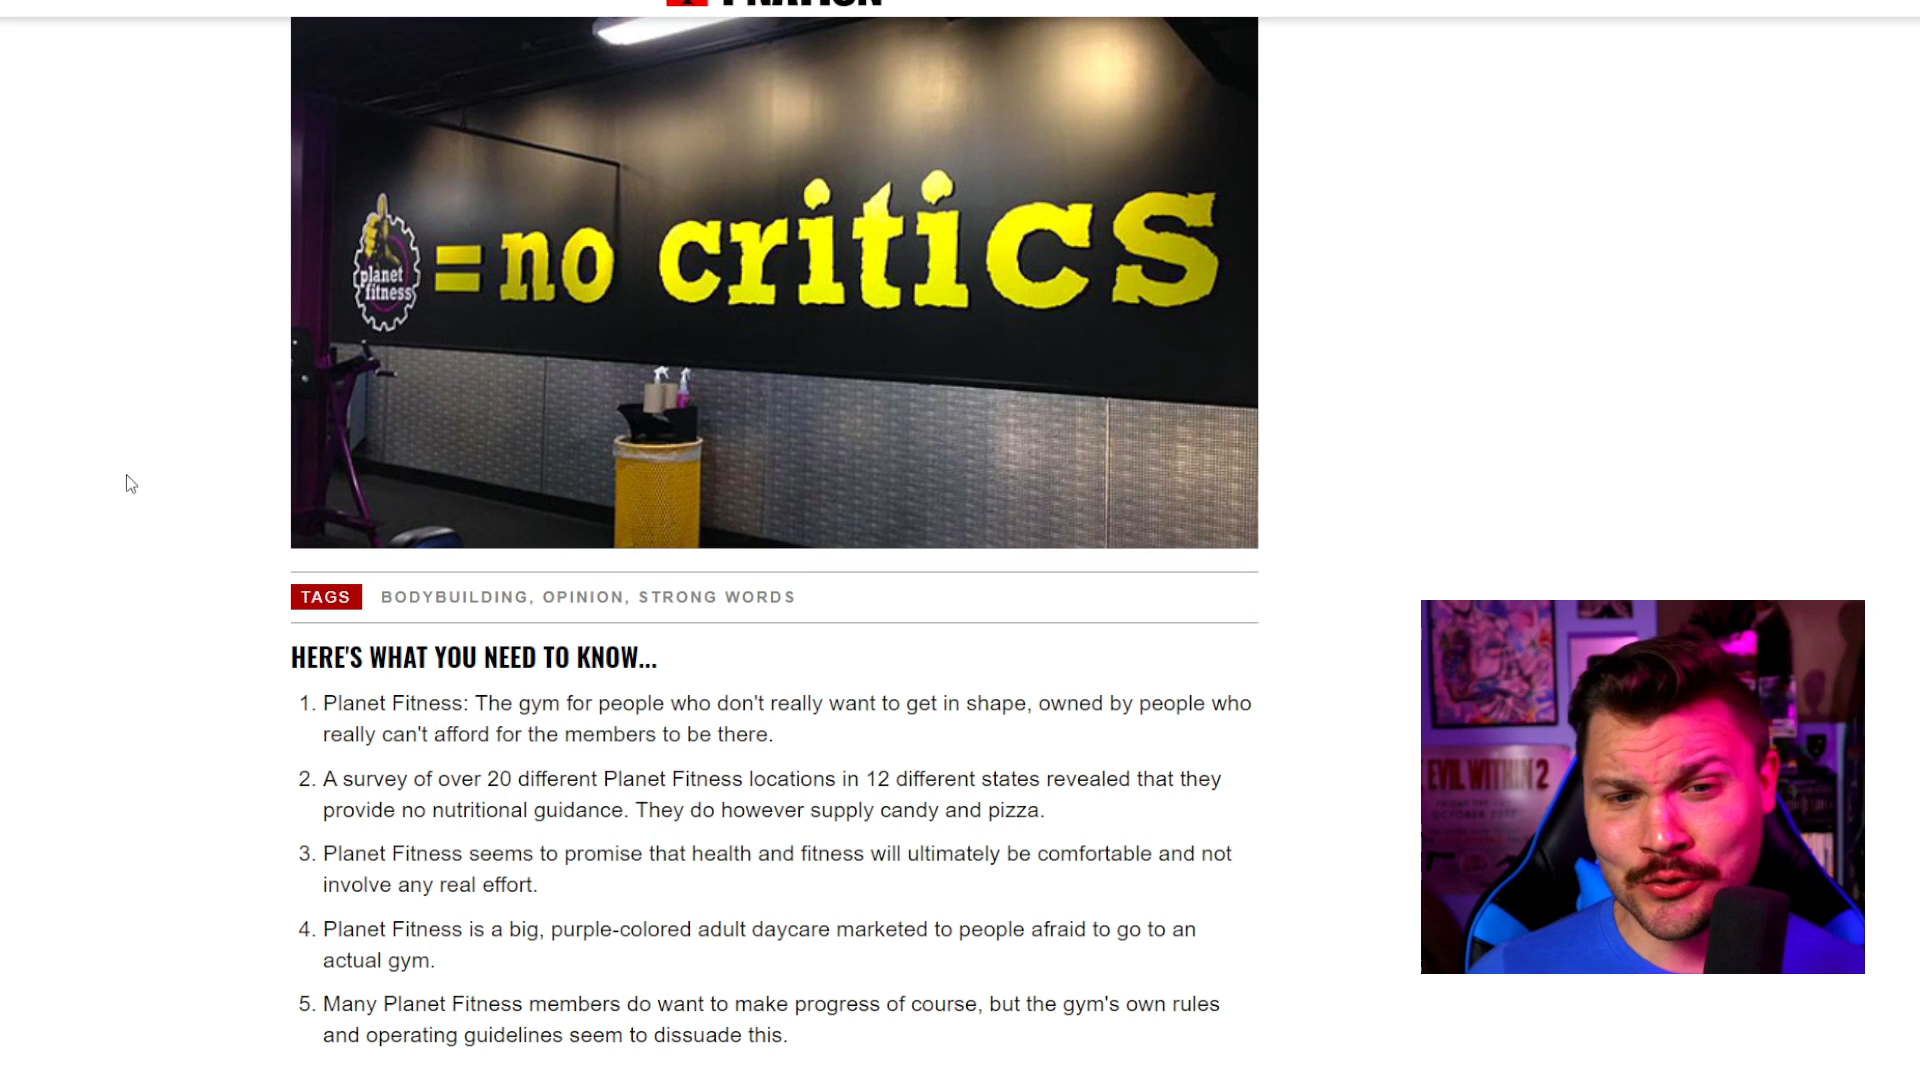 T NATION
planet
fitness
= no critics
TAGS BODYBUILDING, OPINION, STRONG WORDS
HERE'S WHAT YOU NEED TO KNOW...
1. Planet Fitness: The gym for people who don't really want to get in shape, owned by people who
really can't afford for the members to be there.
2. A survey of over 20 different Planet Fitness locations in 12 different states revealed that they
provide no nutritional guidance. They do however supply candy and pizza.
3. Planet Fitness seems to promise that health and fitness will ultimately be comfortable and not
involve any real effort.
4. Planet Fitness is a big, purple-colored adult daycare marketed to people afraid to go to an
actual gym.
5. Many Planet Fitness members do want to make progress of course, but the gym's own rules
and operating guidelines seem to dissuade this.
EVIL WITHIN 2